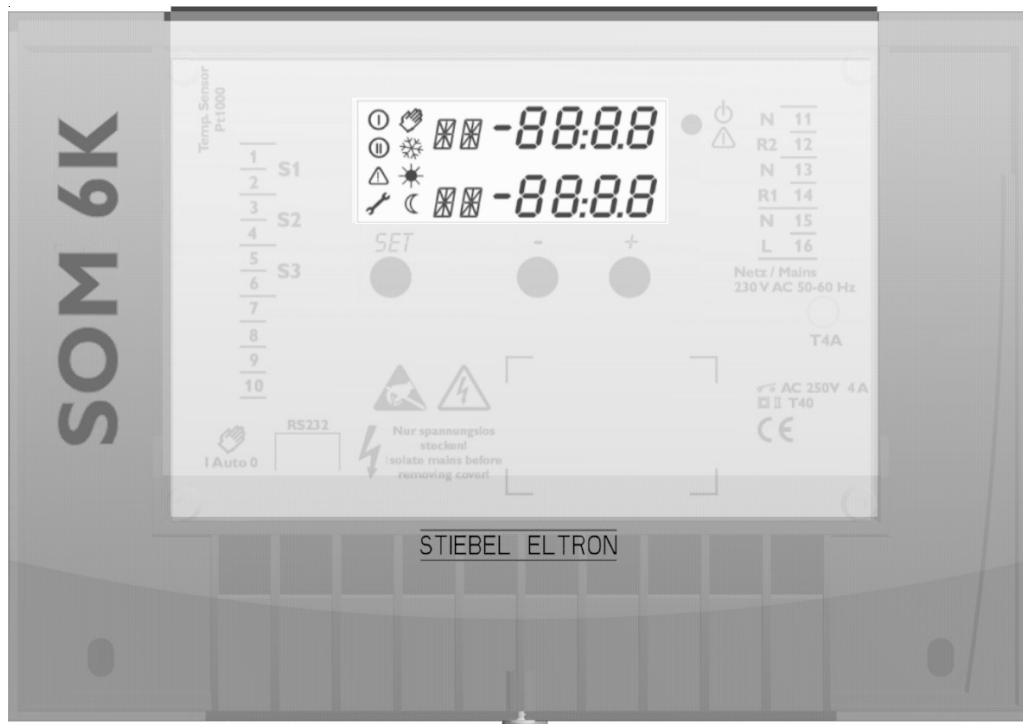 SOM 6K
Temp. Sensor
Pt1000
-88:8.8
-88:8.8
SET - +
1
2
S1
3
4
S2
5
6
S3
7
8
9
10
N 11
R2 12
N 13
R1 14
N 15
L 16
Netz / Mains
230 V AC 50-60 Hz
T4A
AC 250V 4 A
T40
CE
RS232
I Auto 0
Nur spannungslos
stecken!
Isolate mains before
removing cover!
STIEBEL ELTRON